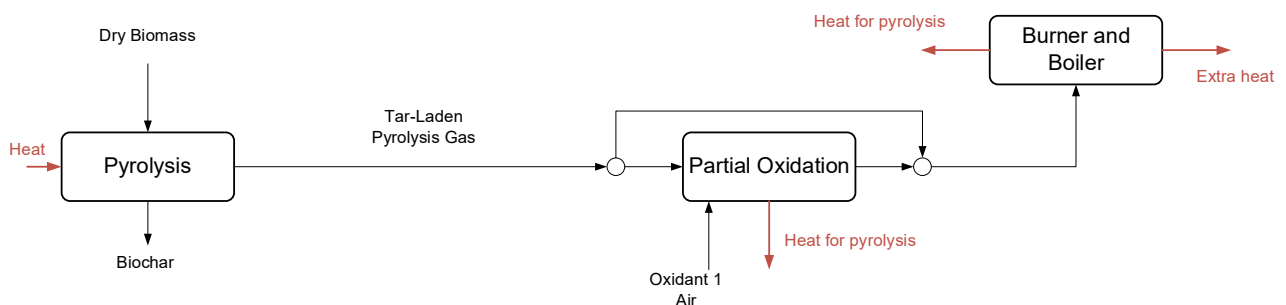 Dry Biomass
Heat
Pyrolysis
Biochar
Tar-Laden
Pyrolysis Gas
Partial Oxidation
Oxidant 1
Air
Heat for pyrolysis
Heat for pyrolysis
Burner and
Boiler
Extra heat